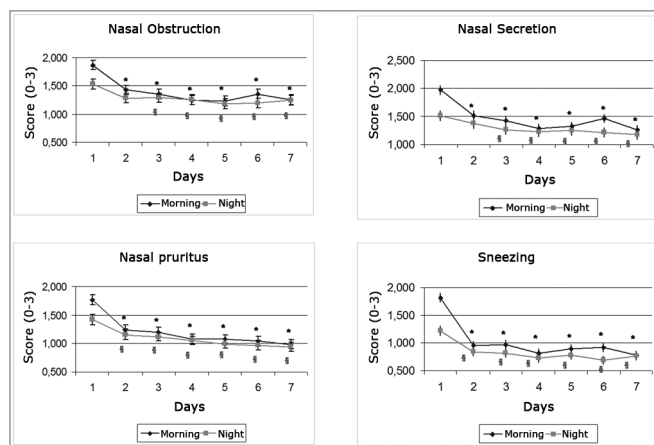 Nasal Obstruction
2,000
1,500
1,000
0,500
Score (0-3)
* * * * * *
§ § § § §
1 2 3 4 5 6 7
Days
Morning Night
Nasal Secretion
2,500
2,000
1,500
1,000
Score (0-3)
* * * * * *
§ § § § §
1 2 3 4 5 6 7
Days
Morning Night
Nasal pruritus
2,000
1,500
1,000
0,500
Score (0-3)
* * * * * *
§ § § § § §
1 2 3 4 5 6 7
Days
Morning Night
Sneezing
2,000
1,500
1,000
0,500
Score (0-3)
* * * * * *
§ § § § § §
1 2 3 4 5 6 7
Days
Morning Night